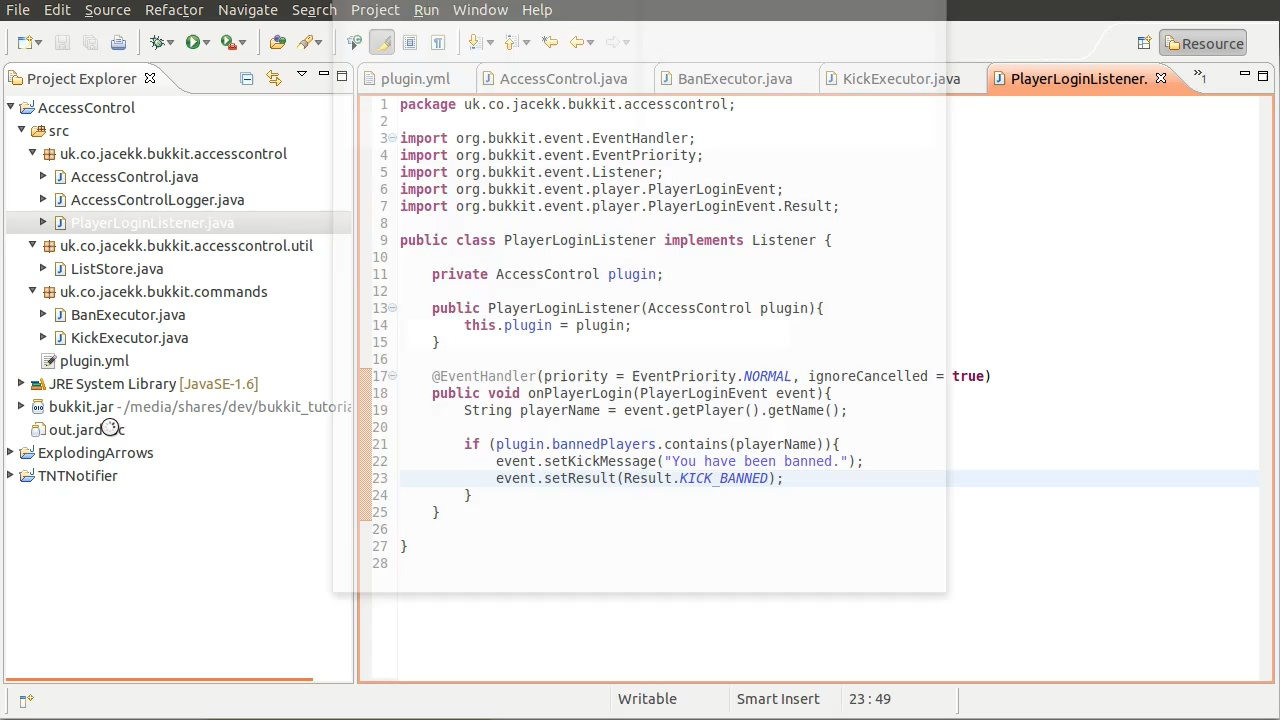 File Edit Source Refactor Navigate Search Project Run Window Help
Resource
Project Explorer
plugin.yml AccessControl.java BanExecutor.java KickExecutor.java PlayerLoginListener. »1
AccessControl
src
uk.co.jacekk.bukkit.accesscontrol
AccessControl.java
AccessControlLogger.java
PlayerLoginListener.java
uk.co.jacekk.bukkit.accesscontrol.util
ListStore.java
uk.co.jacekk.bukkit.commands
BanExecutor.java
KickExecutor.java
plugin.yml
JRE System Library [JavaSE-1.6]
bukkit.jar - /media/shares/dev/bukkit_tutoria
out.jardesc
ExplodingArrows
TNTNotifier
1 package uk.co.jacekk.bukkit.accesscontrol;
2
3 import org.bukkit.event.EventHandler;
4 import org.bukkit.event.EventPriority;
5 import org.bukkit.event.Listener;
6 import org.bukkit.event.player.PlayerLoginEvent;
7 import org.bukkit.event.player.PlayerLoginEvent.Result;
8
9 public class PlayerLoginListener implements Listener {
10
11 private AccessControl plugin;
12
13 public PlayerLoginListener(AccessControl plugin){
14 this.plugin = plugin;
15 }
16
17 @EventHandler(priority = EventPriority.NORMAL, ignoreCancelled = true)
18 public void onPlayerLogin(PlayerLoginEvent event){
19 String playerName = event.getPlayer().getName();
20
21 if (plugin.bannedPlayers.contains(playerName)){
22 event.setKickMessage("You have been banned.");
23 event.setResult(Result.KICK_BANNED);
24 }
25 }
26
27 }
28
Writable Smart Insert 23 : 49